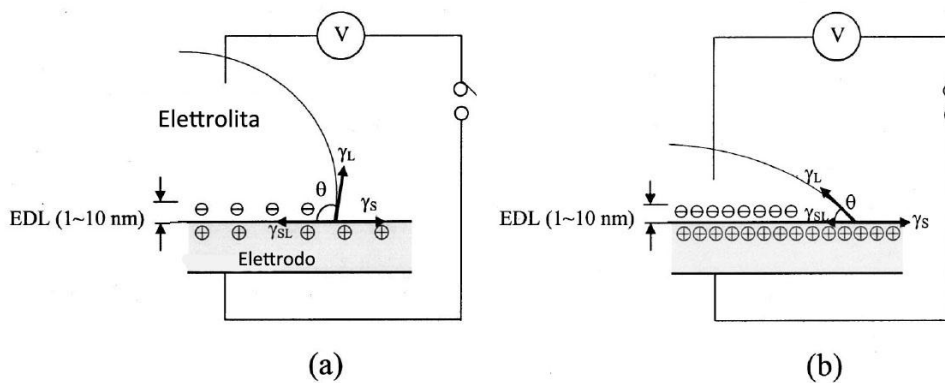 V
Elettrolita
γL
θ
γS
EDL (1~10 nm)
γSL
Elettrodo
(a)
V
γL
θ
EDL (1~10 nm)
γSL
γS
(b)